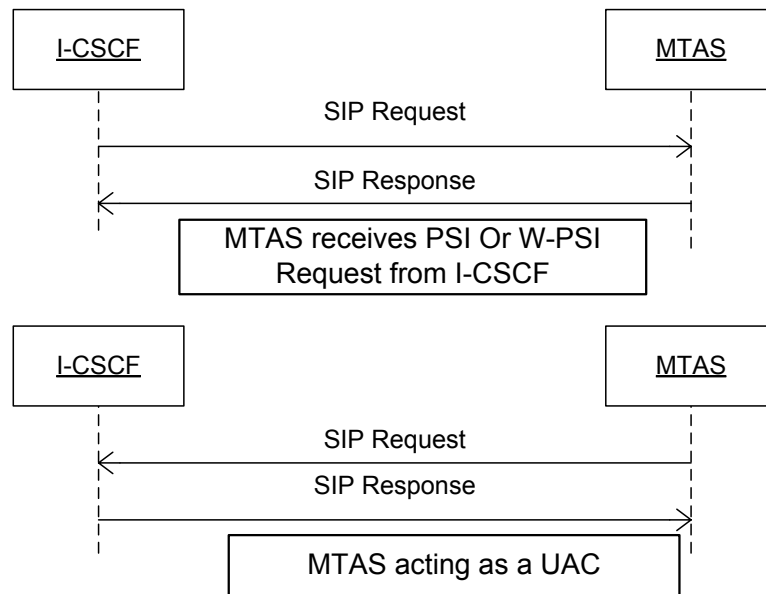 I-CSCF
MTAS
SIP Request
SIP Response
MTAS receives PSI Or W-PSI
Request from I-CSCF
I-CSCF
MTAS
SIP Request
SIP Response
MTAS acting as a UAC